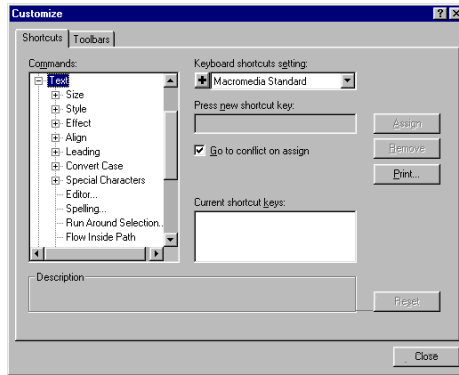 Customize
Shortcuts Toolbars
Commands:
Text
Size
Style
Effect
Align
Leading
Convert Case
Special Characters
Editor...
Spelling...
Run Around Selection..
Flow Inside Path
Keyboard shortcuts setting:
Macromedia Standard
Press new shortcut key:
Go to conflict on assign
Current shortcut keys:
Assign
Remove
Print...
Description
Reset
Close